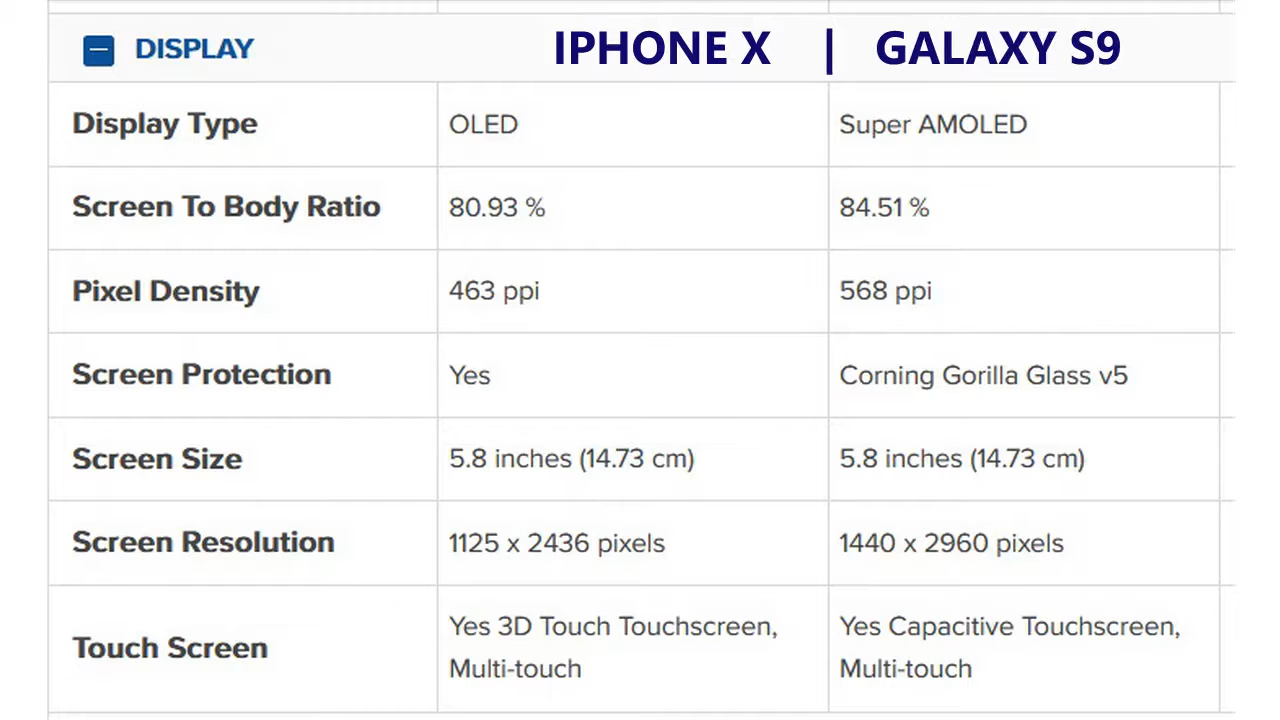 DISPLAY IPHONE X | GALAXY S9
Display Type OLED Super AMOLED
Screen To Body Ratio 80.93 % 84.51 %
Pixel Density 463 ppi 568 ppi
Screen Protection Yes Corning Gorilla Glass v5
Screen Size 5.8 inches (14.73 cm) 5.8 inches (14.73 cm)
Screen Resolution 1125 x 2436 pixels 1440 x 2960 pixels
Touch Screen Yes 3D Touch Touchscreen, Multi-touch Yes Capacitive Touchscreen, Multi-touch